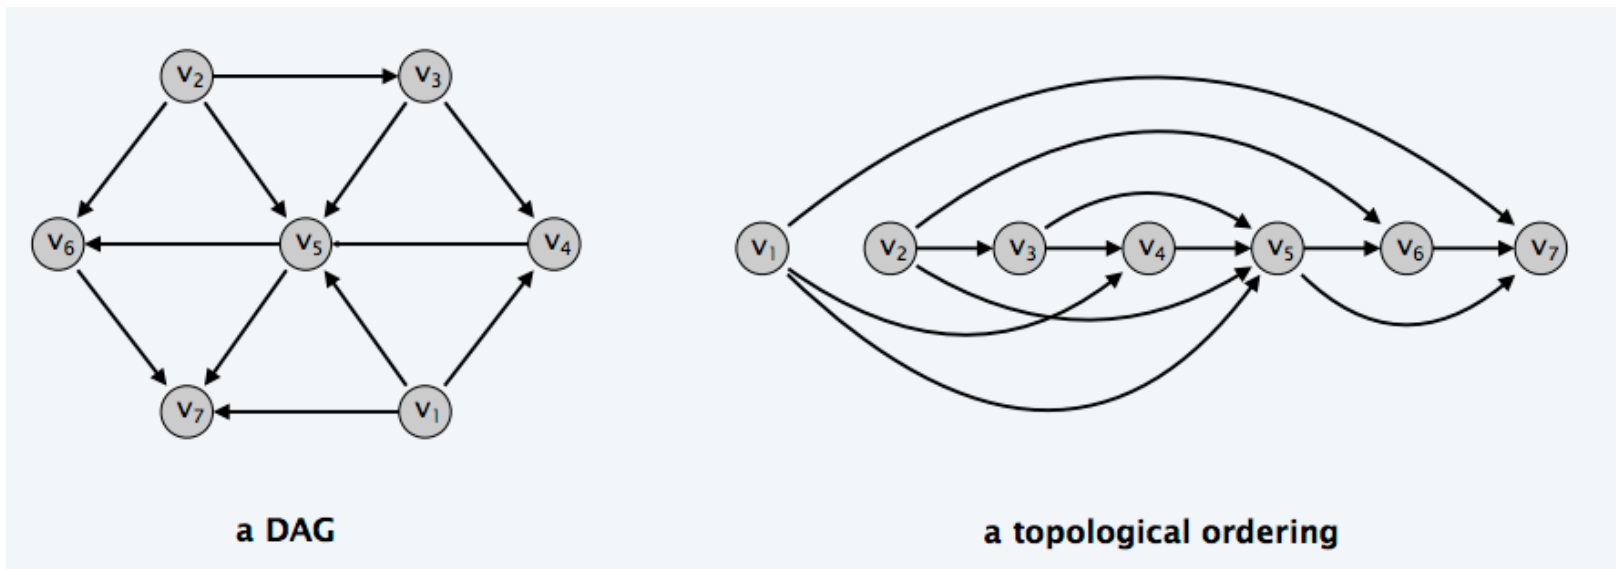 v₂ v₃
v₆ v₅ v₄
v₇ v₁
v₁ v₂ v₃ v₄ v₅ v₆ v₇
a DAG
a topological ordering